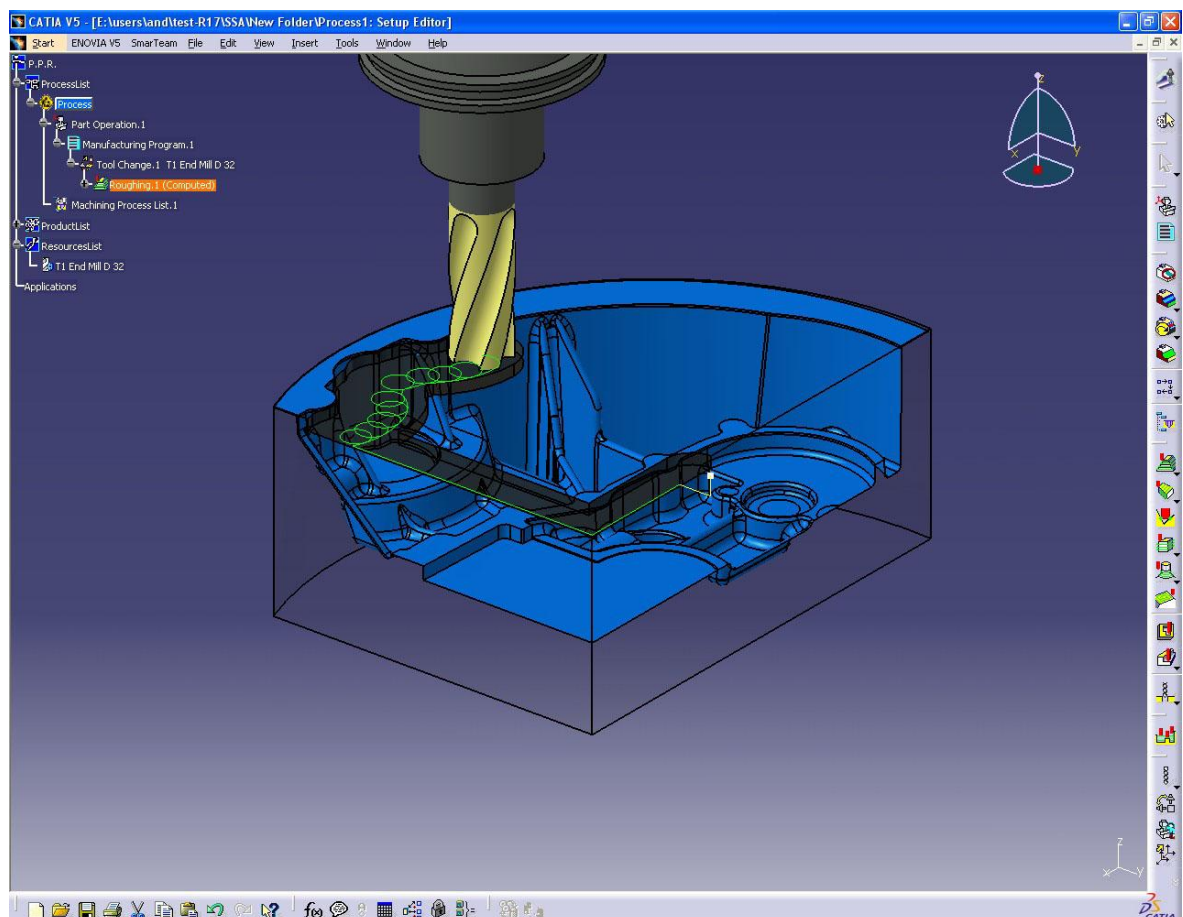 CATIA V5 - [E:\users\and\test-R17\SSA\New Folder\Process1: Setup Editor]
Start ENOVIA V5 SmarTeam File Edit View Insert Tools Window Help
P.P.R.
ProcessList
Process
Part Operation.1
Manufacturing Program.1
Tool Change.1 T1 End Mill D 32
Roughing.1 (Computed)
Machining Process List.1
ProductList
ResourcesList
T1 End Mill D 32
Applications
z
x y
z
x y
f(x)
CATIA